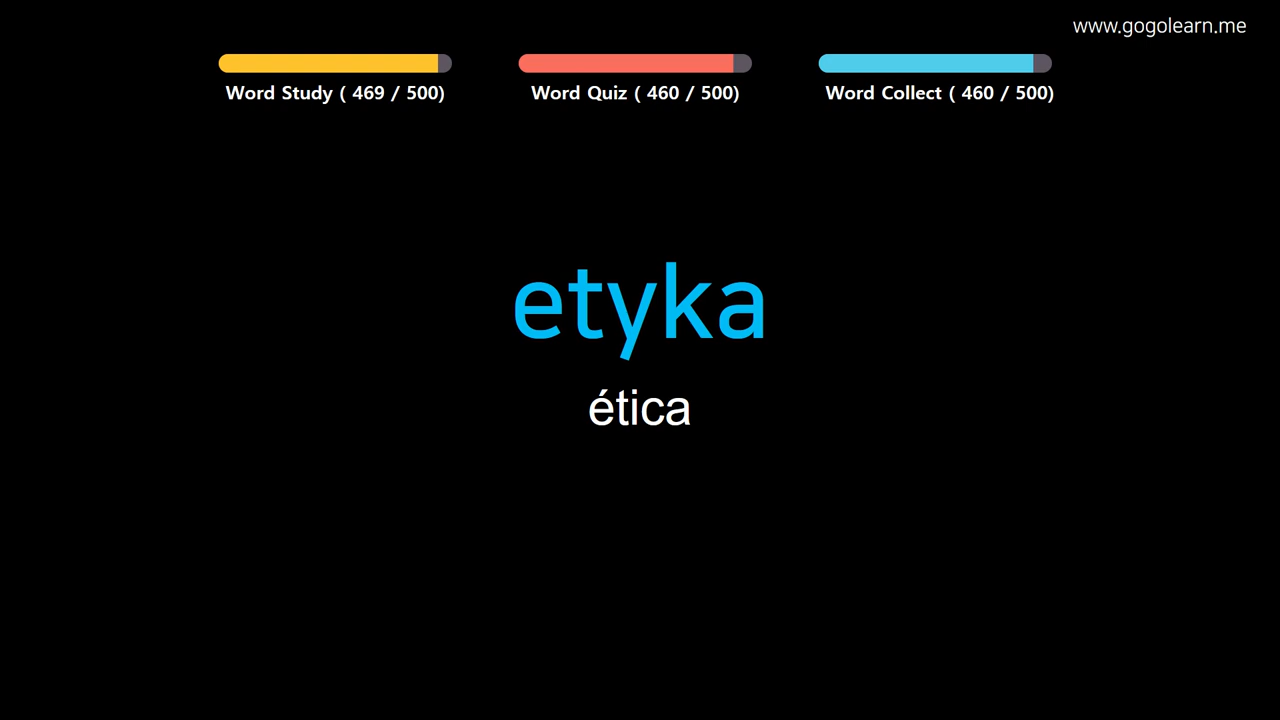 www.gogolearn.me
Word Study ( 469 / 500)
Word Quiz ( 460 / 500)
Word Collect ( 460 / 500)
etyka
ética